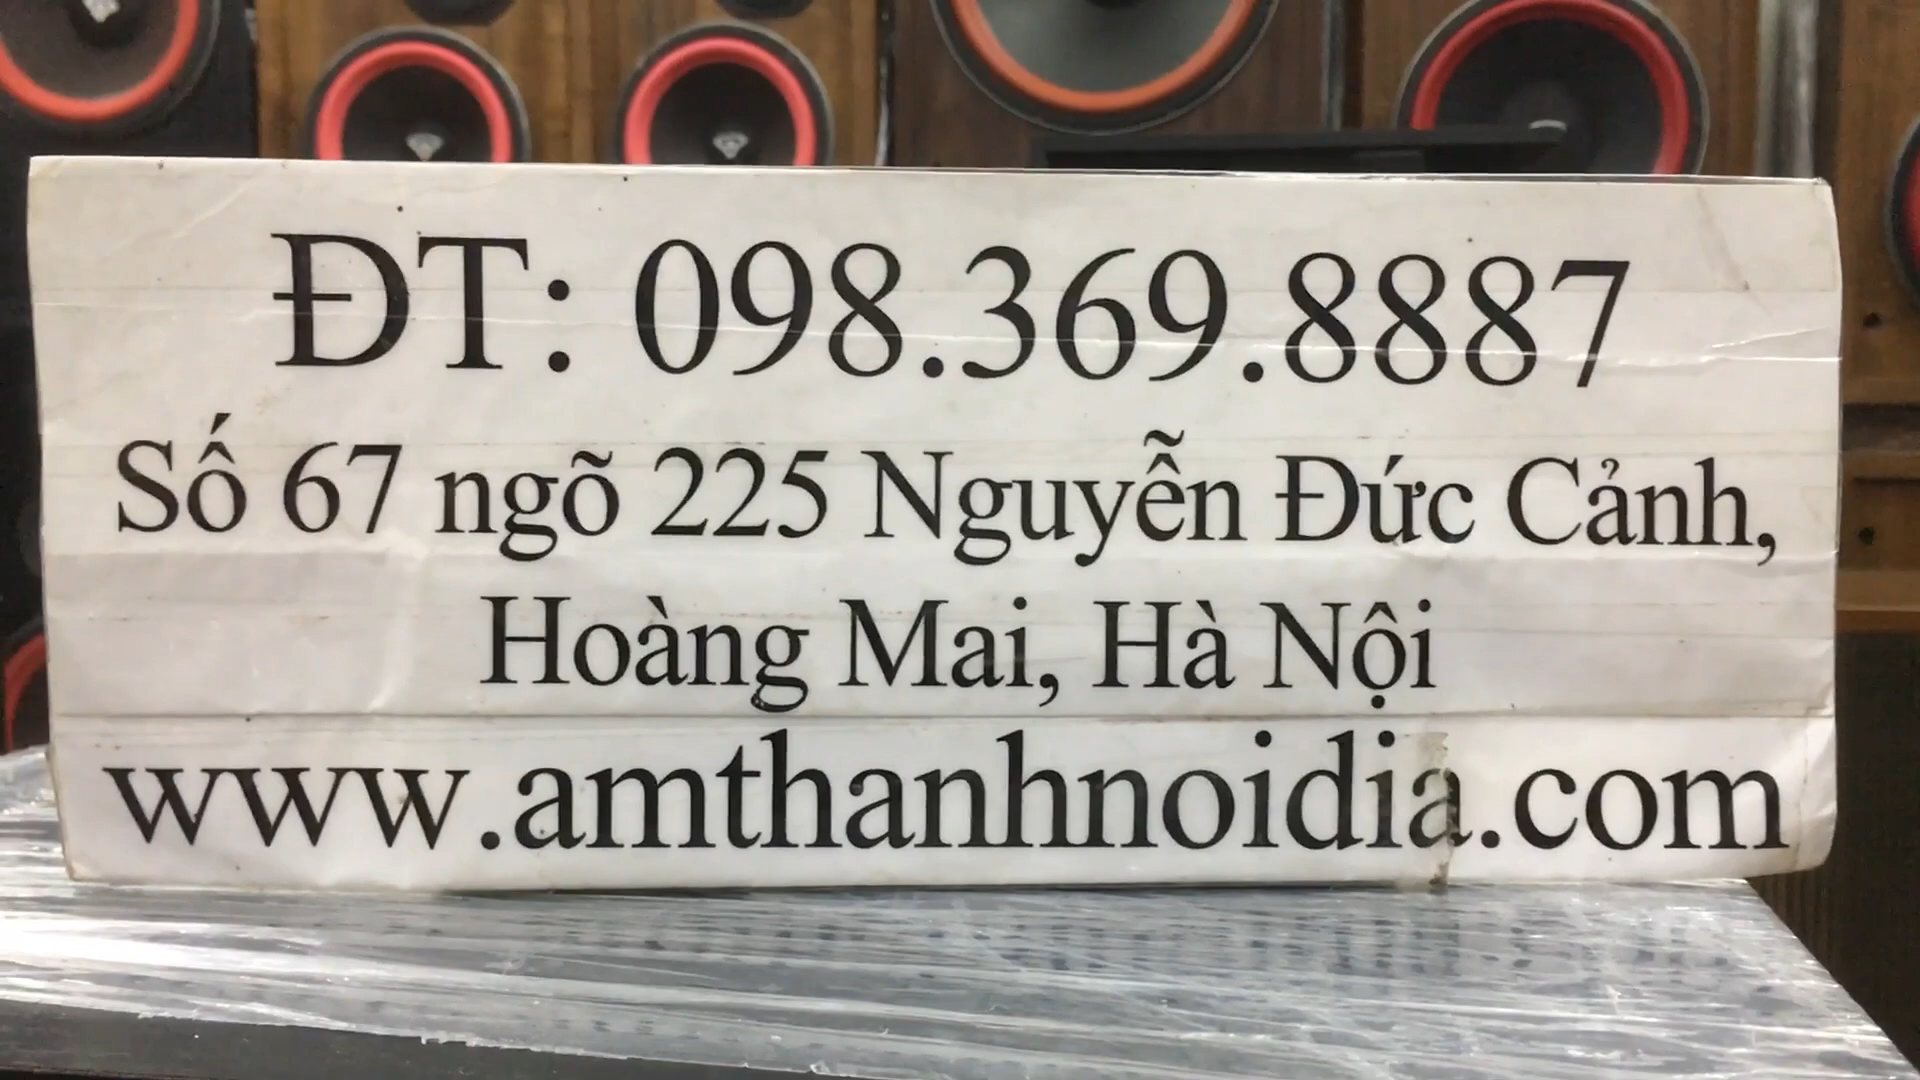 ĐT: 098.369.8887
Số 67 ngõ 225 Nguyễn Đức Cảnh,
Hoàng Mai, Hà Nội
www.amthanhnoidia.com